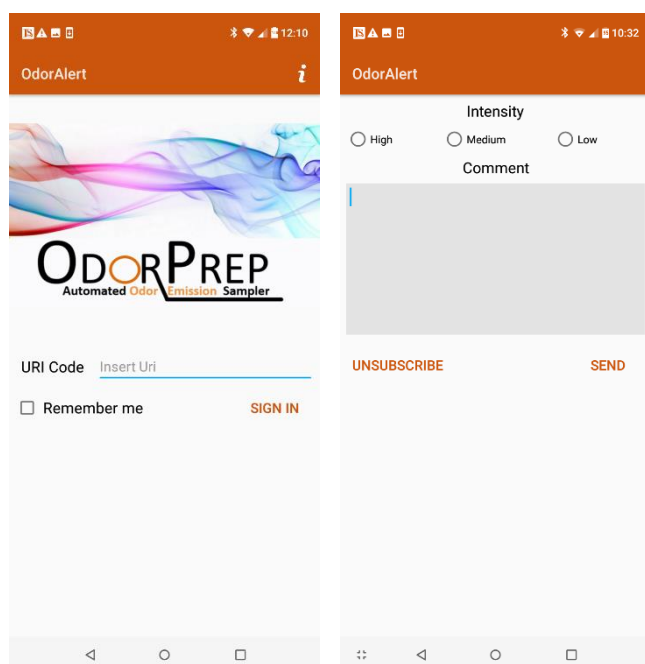 12:10
OdorAlert
i
ODORPREP
Automated Odor Emission Sampler
URI Code Insert Uri
Remember me SIGN IN
10:32
OdorAlert
Intensity
High Medium Low
Comment
UNSUBSCRIBE SEND